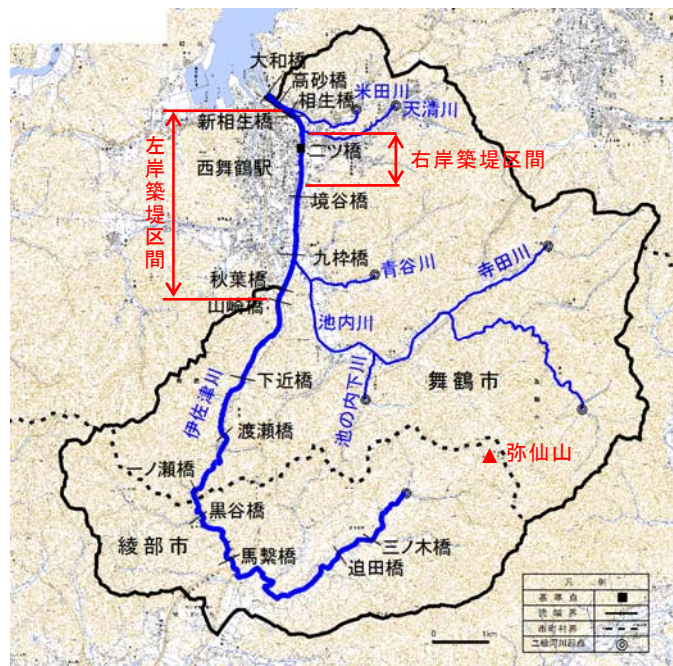 大和橋
高砂橋
相生橋
米田川
天清川
新相生橋
二ツ橋
左岸築堤区間
西舞鶴駅
右岸築堤区間
境谷橋
九枠橋
青谷川
寺田川
秋葉橋
山崎橋
池内川
伊佐津川
下近橋
池の内下川
舞鶴市
渡瀬橋
弥仙山
一ノ瀬橋
黒谷橋
綾部市
馬繋橋
三ノ木橋
迫田橋
凡例
基準点
流域界
市町村界
二級河川起点
0 1km